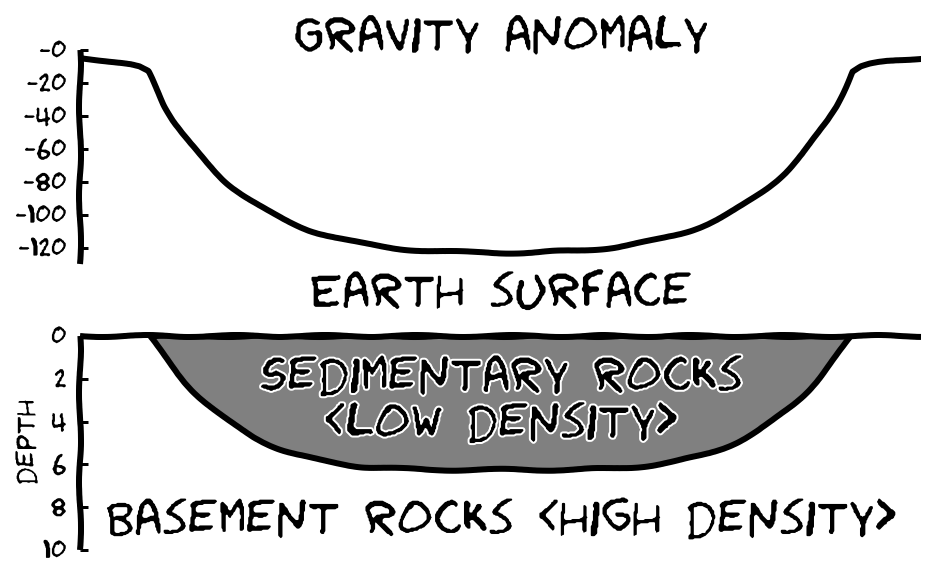 GRAVITY ANOMALY
-0
-20
-40
-60
-80
-100
-120
EARTH SURFACE
0
2
4
6
8
10
DEPTH
SEDIMENTARY ROCKS
<LOW DENSITY>
BASEMENT ROCKS <HIGH DENSITY>